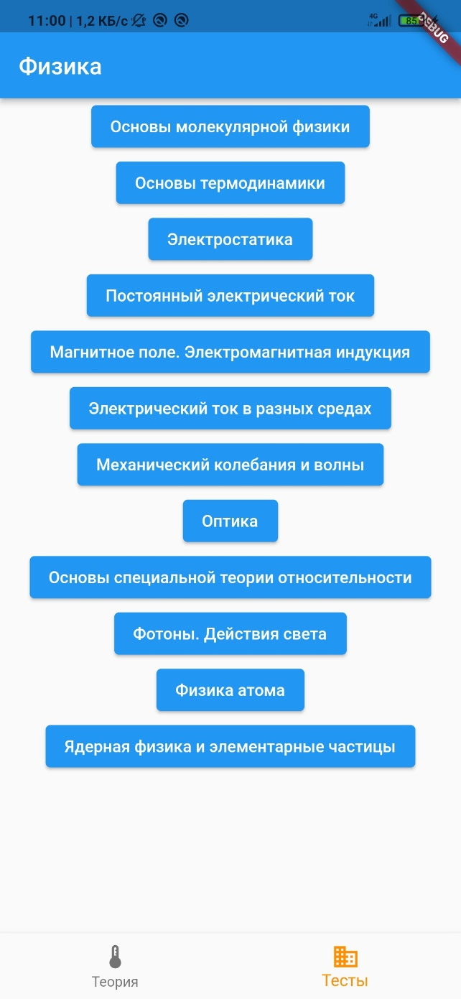 11:00 | 1,2 КБ/с
4G
85
DEBUG
Физика
Основы молекулярной физики
Основы термодинамики
Электростатика
Постоянный электрический ток
Магнитное поле. Электромагнитная индукция
Электрический ток в разных средах
Механический колебания и волны
Оптика
Основы специальной теории относительности
Фотоны. Действия света
Физика атома
Ядерная физика и элементарные частицы
Теория
Тесты